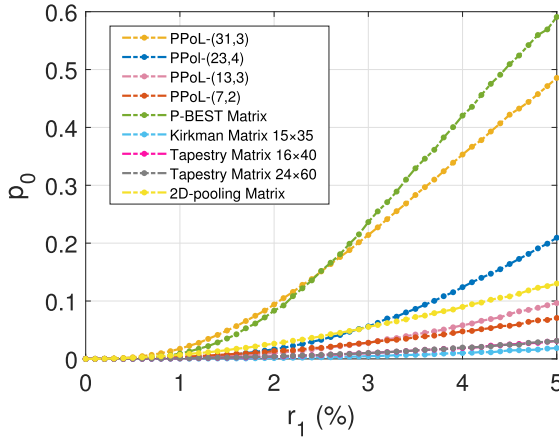 0.6
0.5
0.4
0.3
0.2
0.1
0
p0
PPoL-(31,3)
PPol-(23,4)
PPoL-(13,3)
PPoL-(7,2)
P-BEST Matrix
Kirkman Matrix 15×35
Tapestry Matrix 16×40
Tapestry Matrix 24×60
2D-pooling Matrix
0 1 2 3 4 5
r1 (%)